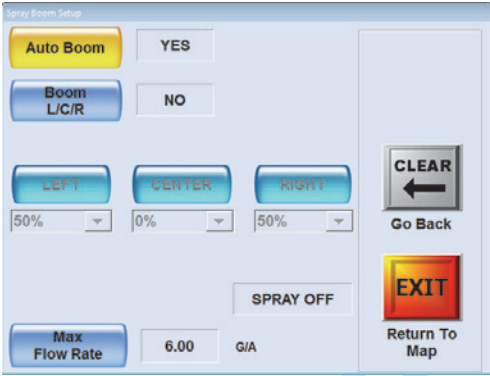 Spray Boom Setup
Auto Boom
YES
Boom
L/C/R
NO
LEFT
CENTER
RIGHT
50%
0%
50%
CLEAR
Go Back
SPRAY OFF
EXIT
Return To
Map
Max
Flow Rate
6.00
G/A